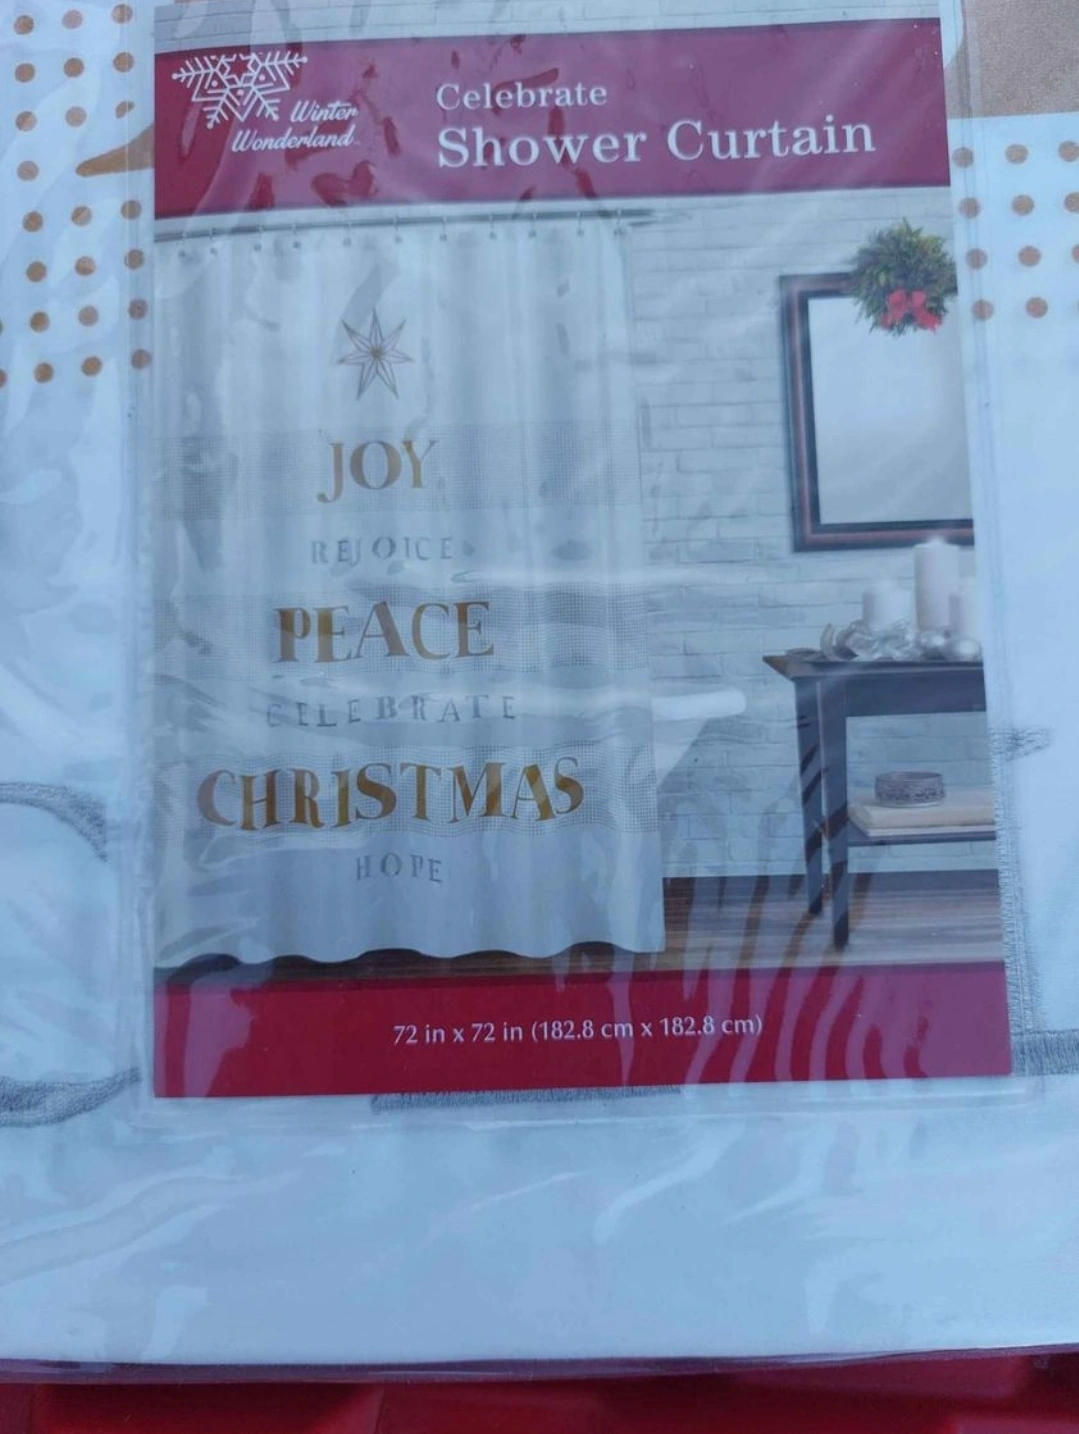 Winter
Wonderland
Celebrate
Shower Curtain
JOY
REJOICE
PEACE
CELEBRATE
CHRISTMAS
HOPE
72 in x 72 in (182.8 cm x 182.8 cm)